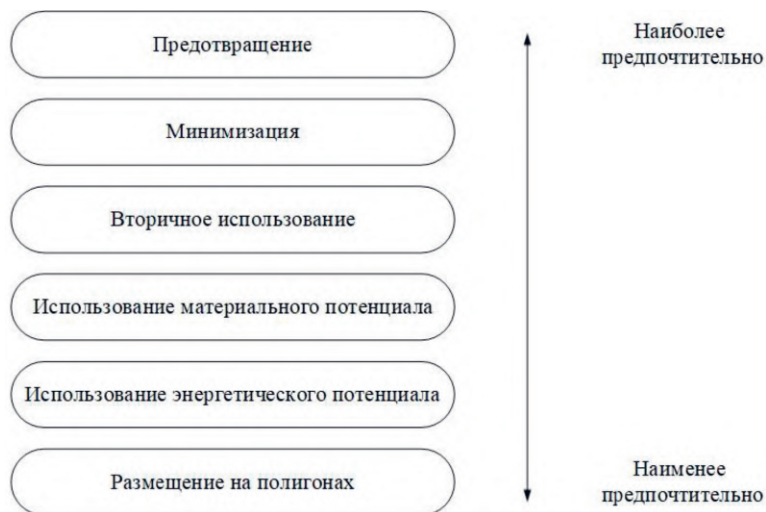 Предотвращение
Наиболее
предпочтительно
Минимизация
Вторичное использование
Использование материального потенциала
Использование энергетического потенциала
Размещение на полигонах
Наименее
предпочтительно